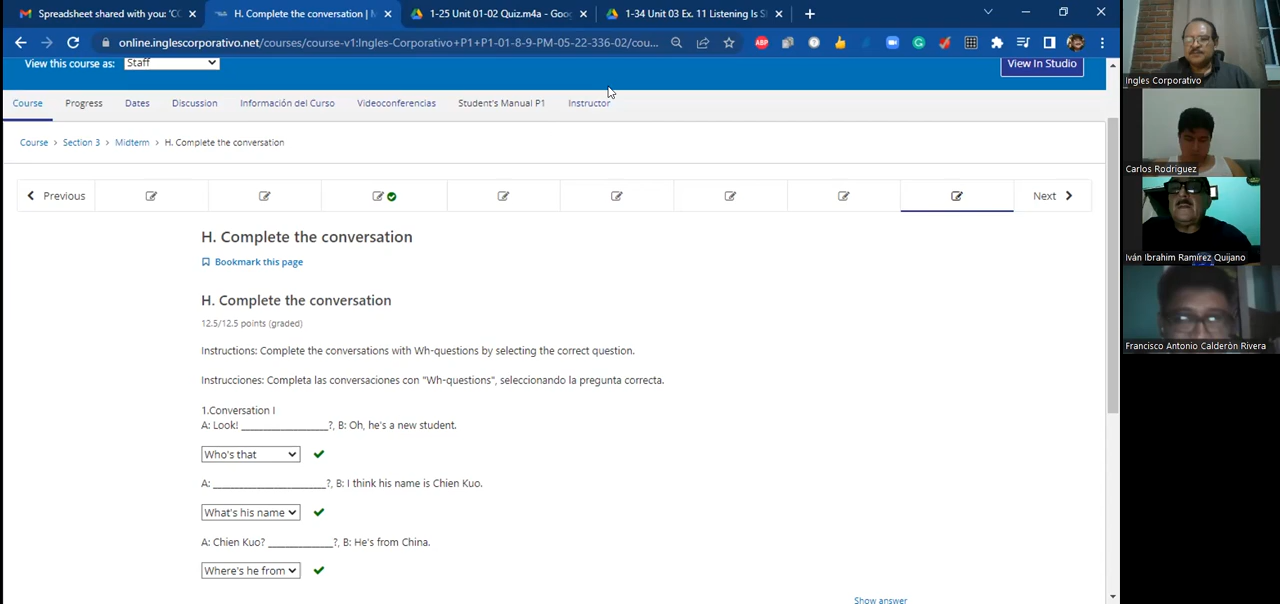 Spreadsheet shared with you: 'CC
H. Complete the conversation | M
1-25 Unit 01-02 Quiz.m4a - Goog
1-34 Unit 03 Ex. 11 Listening Is S
online.inglescorporativo.net/courses/course-v1:Ingles-Corporativo+P1+P1-01-8-9-PM-05-22-336-02/cou...
View this course as:
Staff
View In Studio
Course
Progress
Dates
Discussion
Información del Curso
Videoconferencias
Student's Manual P1
Instructor
Course > Section 3 > Midterm > H. Complete the conversation
Previous
Next
H. Complete the conversation
Bookmark this page
H. Complete the conversation
12.5/12.5 points (graded)
Instructions: Complete the conversations with Wh-questions by selecting the correct question.
Instrucciones: Completa las conversaciones con "Wh-questions", seleccionando la pregunta correcta.
1.Conversation I
A: Look! _________________?, B: Oh, he's a new student.
Who's that
A: ______________________?, B: I think his name is Chien Kuo.
What's his name
A: Chien Kuo? _____________?, B: He's from China.
Where's he from
Show answer
Ingles Corporativo
Carlos Rodriguez
Iván Ibrahim Ramírez Quijano
Francisco Antonio Calderòn Rivera